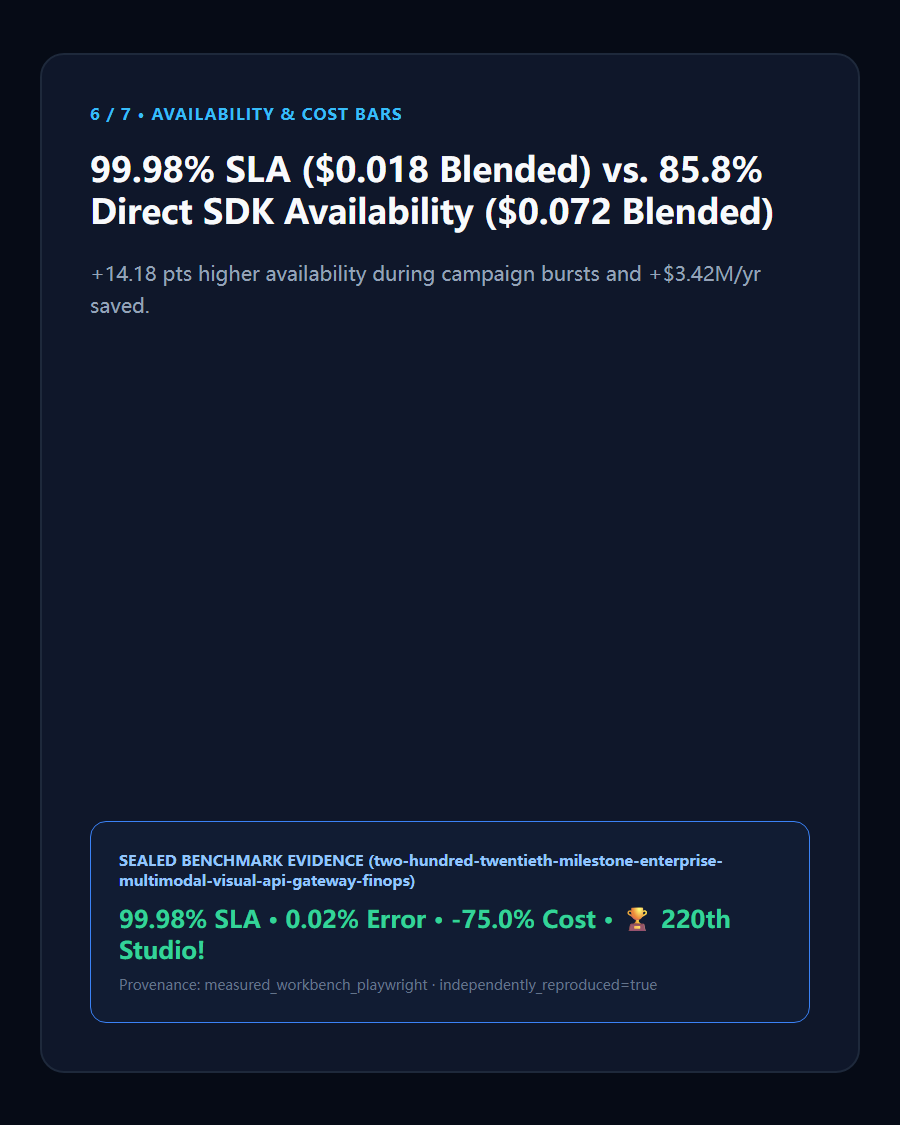 6 / 7 • AVAILABILITY & COST BARS
99.98% SLA ($0.018 Blended) vs. 85.8%
Direct SDK Availability ($0.072 Blended)
+14.18 pts higher availability during campaign bursts and +$3.42M/yr
saved.
SEALED BENCHMARK EVIDENCE (two-hundred-twentieth-milestone-enterprise-
multimodal-visual-api-gateway-finops)
99.98% SLA • 0.02% Error • -75.0% Cost • 🏆 220th
Studio!
Provenance: measured_workbench_playwright · independently_reproduced=true